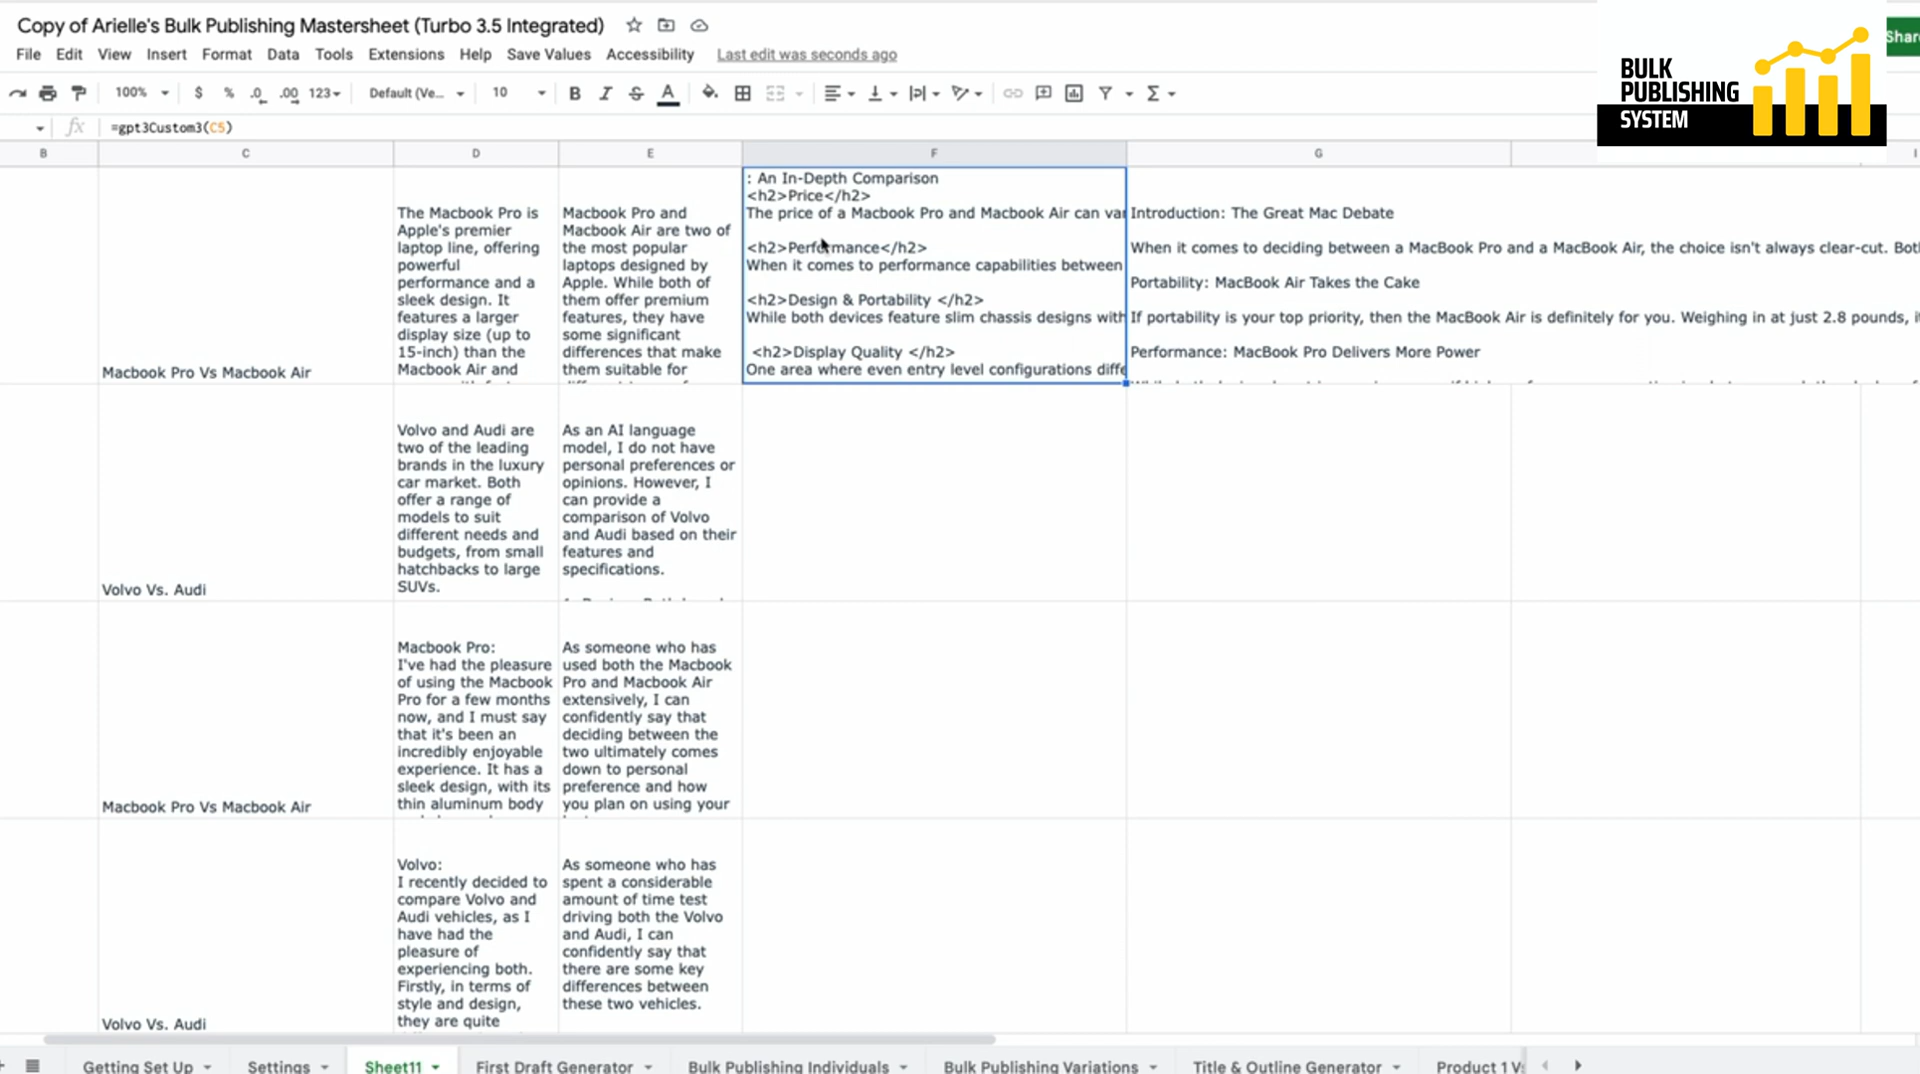 Copy of Arielle's Bulk Publishing Mastersheet (Turbo 3.5 Integrated)
Shar
File Edit View Insert Format Data Tools Extensions Help Save Values Accessibility Last edit was seconds ago
BULK
PUBLISHING
SYSTEM
100% $ % .0 .00 123 Default (Ve... 10 B I S A
fx =gpt3Custom3(C5)
B C D E F G I
Macbook Pro Vs Macbook Air
The Macbook Pro is
Apple's premier
laptop line, offering
powerful
performance and a
sleek design. It
features a larger
display size (up to
15-inch) than the
Macbook Air and
Macbook Pro and
Macbook Air are two of
the most popular
laptops designed by
Apple. While both of
them offer premium
features, they have
some significant
differences that make
them suitable for
: An In-Depth Comparison
<h2>Price</h2>
The price of a Macbook Pro and Macbook Air can var
<h2>Performance</h2>
When it comes to performance capabilities between
<h2>Design & Portability </h2>
While both devices feature slim chassis designs with
<h2>Display Quality </h2>
One area where even entry level configurations diffe
Introduction: The Great Mac Debate
When it comes to deciding between a MacBook Pro and a MacBook Air, the choice isn't always clear-cut. Bot
Portability: MacBook Air Takes the Cake
If portability is your top priority, then the MacBook Air is definitely for you. Weighing in at just 2.8 pounds, i
Performance: MacBook Pro Delivers More Power
Volvo Vs. Audi
Volvo and Audi are
two of the leading
brands in the luxury
car market. Both
offer a range of
models to suit
different needs and
budgets, from small
hatchbacks to large
SUVs.
As an AI language
model, I do not have
personal preferences or
opinions. However, I
can provide a
comparison of Volvo
and Audi based on their
features and
specifications.
Macbook Pro Vs Macbook Air
Macbook Pro:
I've had the pleasure
of using the Macbook
Pro for a few months
now, and I must say
that it's been an
incredibly enjoyable
experience. It has a
sleek design, with its
thin aluminum body
As someone who has
used both the Macbook
Pro and Macbook Air
extensively, I can
confidently say that
deciding between the
two ultimately comes
down to personal
preference and how
you plan on using your
Volvo Vs. Audi
Volvo:
I recently decided to
compare Volvo and
Audi vehicles, as I
have had the
pleasure of
experiencing both.
Firstly, in terms of
style and design,
they are quite
As someone who has
spent a considerable
amount of time test
driving both the Volvo
and Audi, I can
confidently say that
there are some key
differences between
these two vehicles.
Getting Set Up Settings Sheet11 First Draft Generator Bulk Publishing Individuals Bulk Publishing Variations Title & Outline Generator Product 1 V